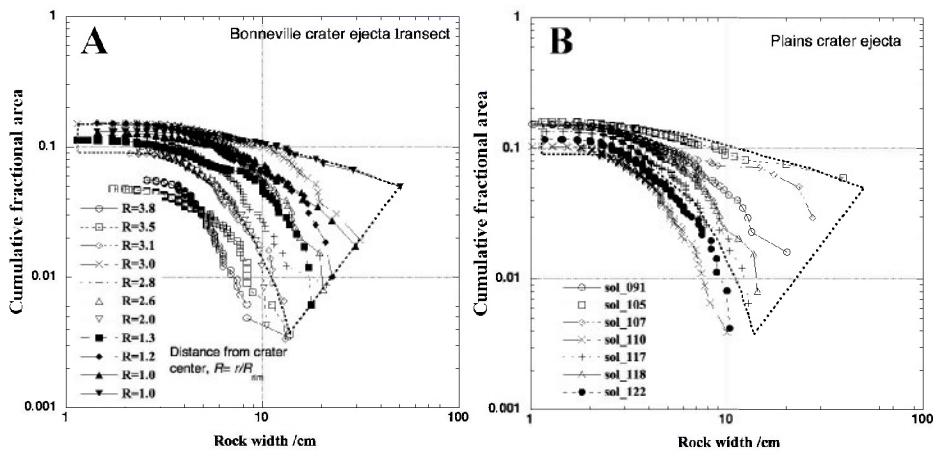 A
Bonneville crater ejecta transect
Cumulative fractional area
1
0.1
0.01
0.001
R=3.8
R=3.5
R=3.1
R=3.0
R=2.8
R=2.6
R=2.0
R=1.3
R=1.2
R=1.0
R=1.0
Distance from crater
center, R= r/Rrim
1
10
100
Rock width /cm
B
Plains crater ejecta
Cumulative fractional area
1
0.1
0.01
0.001
sol_091
sol_105
sol_107
sol_110
sol_117
sol_118
sol_122
1
10
100
Rock width /cm